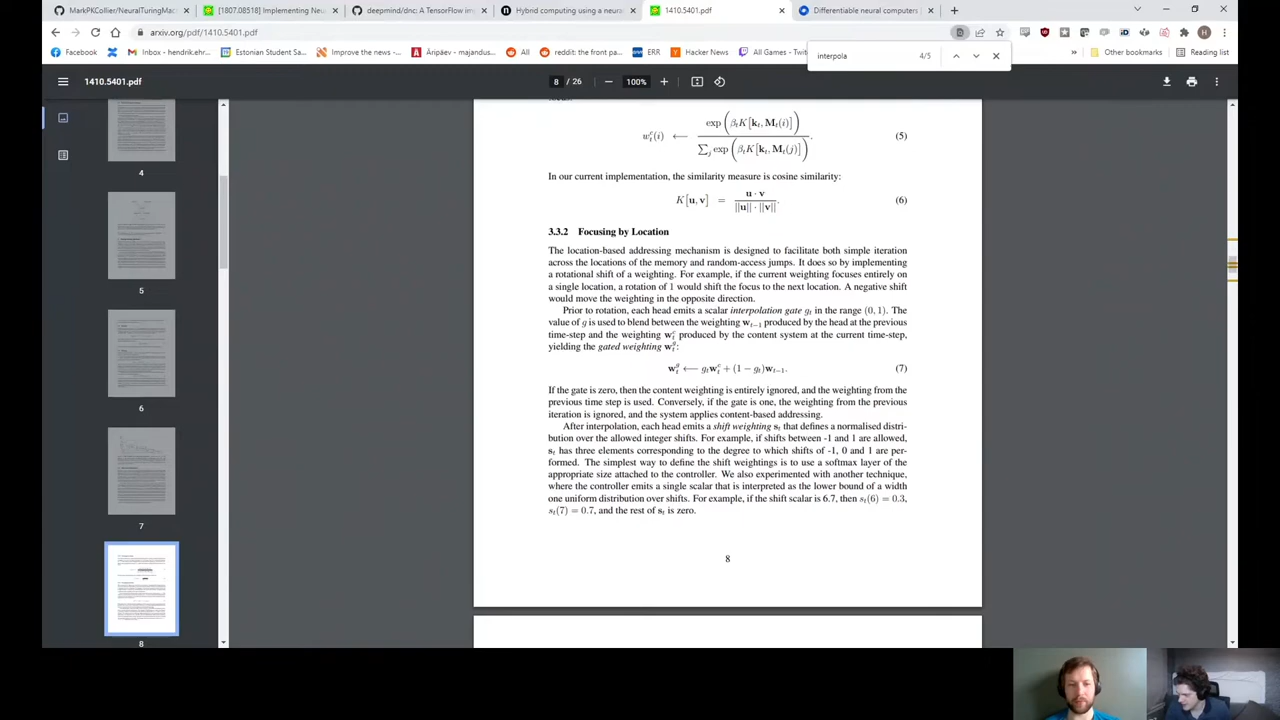 MarkPKCollier/NeuralTuringMac
[1807.08518] Implementing Neu
deepmind/dnc: A TensorFlow im
Hybrid computing using a neura
1410.5401.pdf
Differentiable neural computers
arxiv.org/pdf/1410.5401.pdf
Facebook
Inbox - hendrik.ehr...
Estonian Student Sa...
Improve the news -...
Äripäev - majandus...
All
reddit: the front pa...
ERR
Hacker News
All Games - Twit
Other bookmarks
Reading list
interpola
4/5
1410.5401.pdf
8 / 26
100%
4
5
6
7
8
w_t^c(i) ⟵ exp(β_t K[k_t, M_t(i)]) / ∑_j exp(β_t K[k_t, M_t(j)]). (5)
In our current implementation, the similarity measure is cosine similarity:
K[u, v] = u · v / ||u|| · ||v||. (6)
3.3.2 Focusing by Location
The location-based addressing mechanism is designed to facilitate both simple iteration
across the locations of the memory and random-access jumps. It does so by implementing
a rotational shift of a weighting. For example, if the current weighting focuses entirely on
a single location, a rotation of 1 would shift the focus to the next location. A negative shift
would move the weighting in the opposite direction.
Prior to rotation, each head emits a scalar interpolation gate g_t in the range (0, 1). The
value of g is used to blend between the weighting w_{t−1} produced by the head at the previous
time-step and the weighting w_t^c produced by the content system at the current time-step,
yielding the gated weighting w_t^g:
w_t^g ⟵ g_t w_t^c + (1 − g_t)w_{t−1}. (7)
If the gate is zero, then the content weighting is entirely ignored, and the weighting from the
previous time step is used. Conversely, if the gate is one, the weighting from the previous
iteration is ignored, and the system applies content-based addressing.
After interpolation, each head emits a shift weighting s_t that defines a normalised distri-
bution over the allowed integer shifts. For example, if shifts between -1 and 1 are allowed,
s_t has three elements corresponding to the degree to which shifts of -1, 0 and 1 are per-
formed. The simplest way to define the shift weightings is to use a softmax layer of the
appropriate size attached to the controller. We also experimented with another technique,
where the controller emits a single scalar that is interpreted as the lower bound of a width
one uniform distribution over shifts. For example, if the shift scalar is 6.7, then s_t(6) = 0.3,
s_t(7) = 0.7, and the rest of s_t is zero.
8